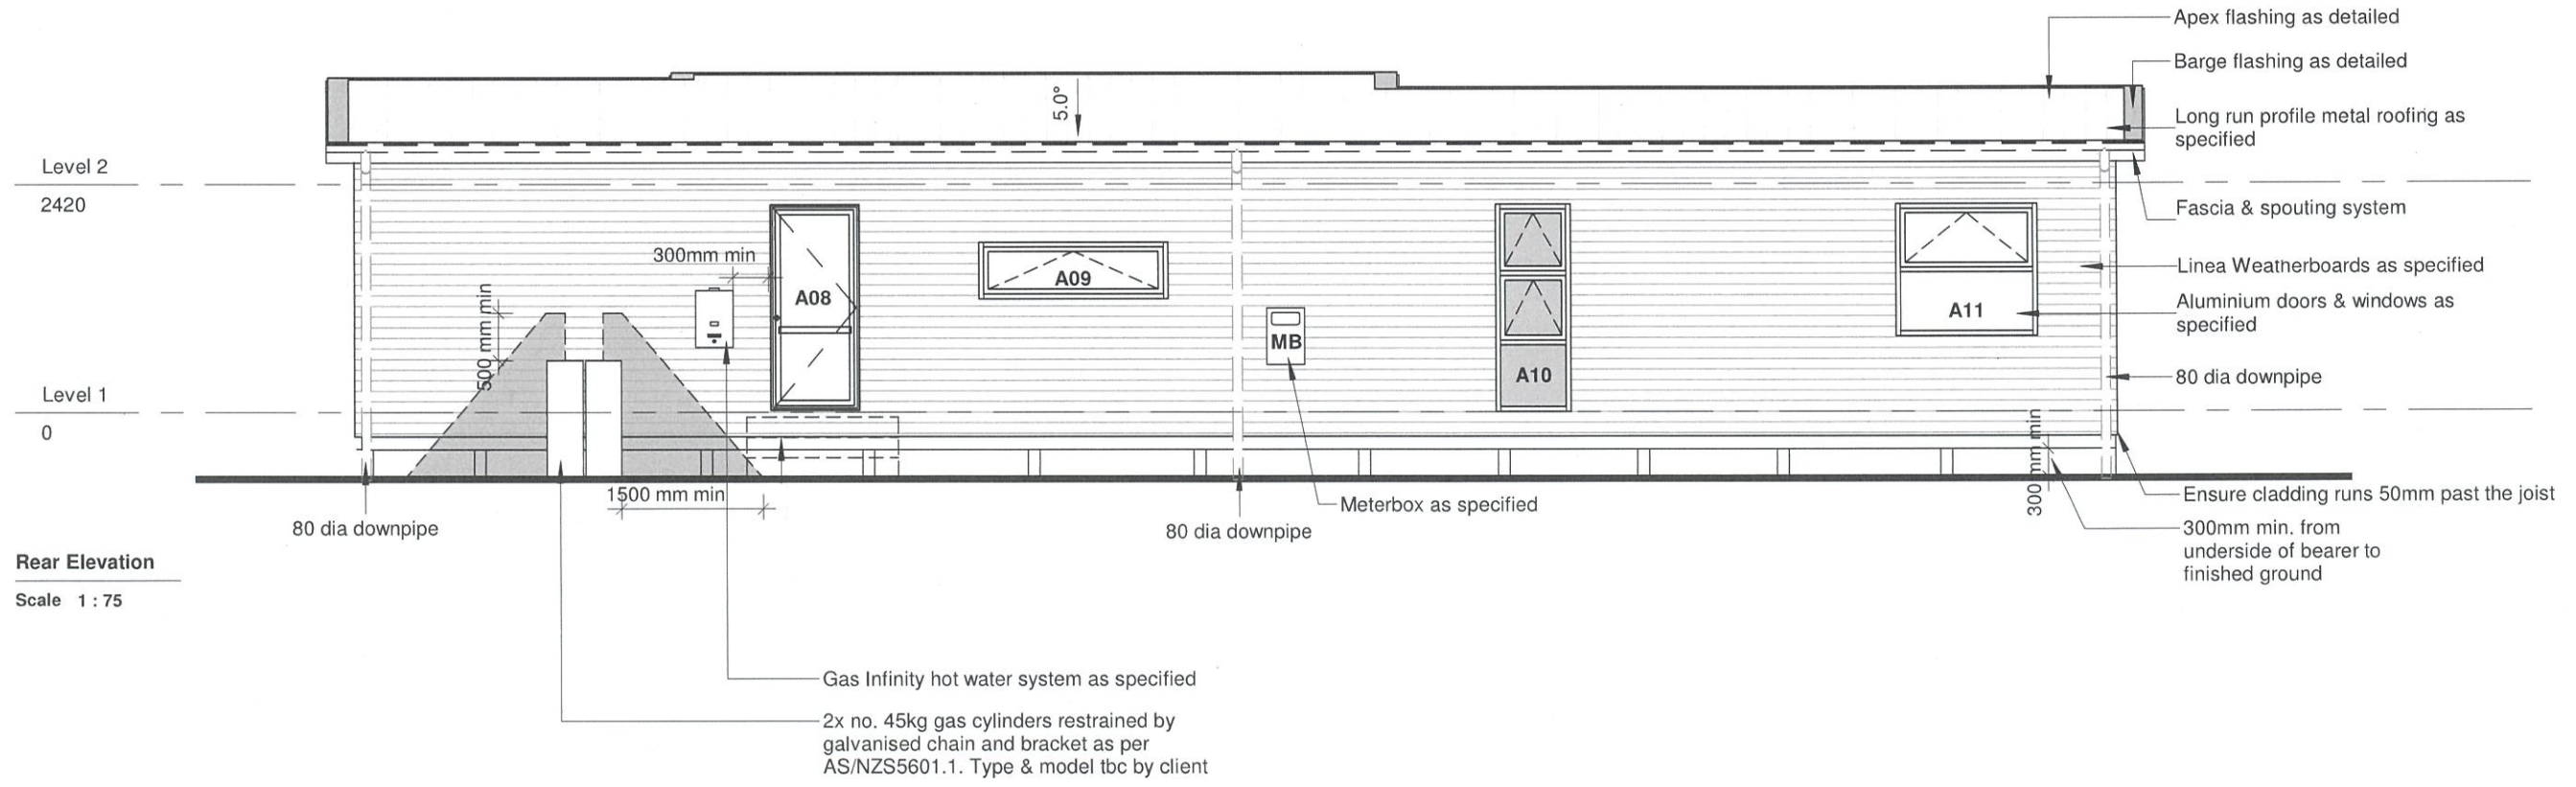 Apex flashing as detailed
Barge flashing as detailed
Long run profile metal roofing as
specified
5.0°
Level 2
2420
Fascia & spouting system
300mm min
Linea Weatherboards as specified
A08
A09
Aluminium doors & windows as
specified
A11
500 mm min
MB
A10
80 dia downpipe
Level 1
0
300 mm min
1500 mm min
Meterbox as specified
Ensure cladding runs 50mm past the joist
80 dia downpipe
80 dia downpipe
300mm min. from
underside of bearer to
finished ground
Rear Elevation
Scale 1 : 75
Gas Infinity hot water system as specified
2x no. 45kg gas cylinders restrained by
galvanised chain and bracket as per
AS/NZS5601.1. Type & model tbc by client